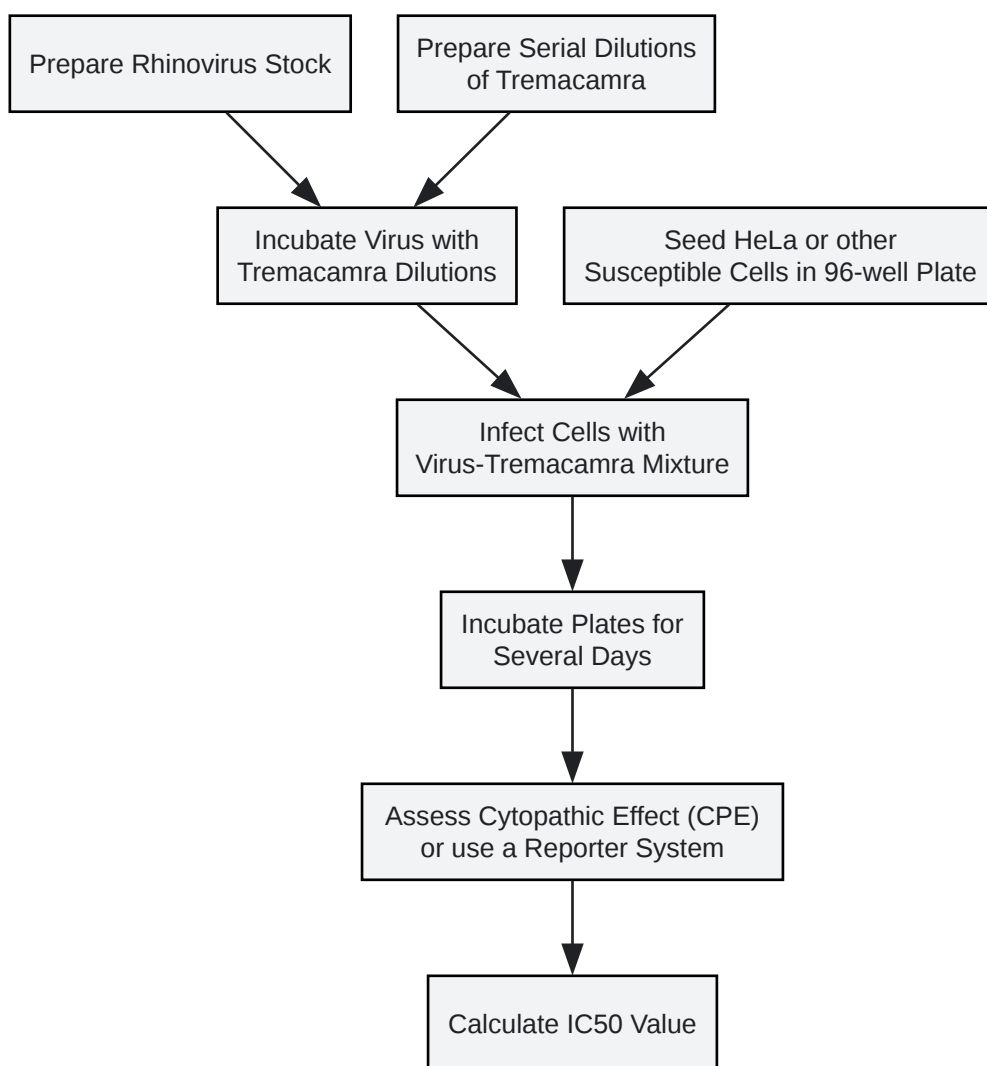 Prepare Rhinovirus Stock
Prepare Serial Dilutions
of Tremacamra
Incubate Virus with
Tremacamra Dilutions
Seed HeLa or other
Susceptible Cells in 96-well Plate
Infect Cells with
Virus-Tremacamra Mixture
Incubate Plates for
Several Days
Assess Cytopathic Effect (CPE)
or use a Reporter System
Calculate IC50 Value